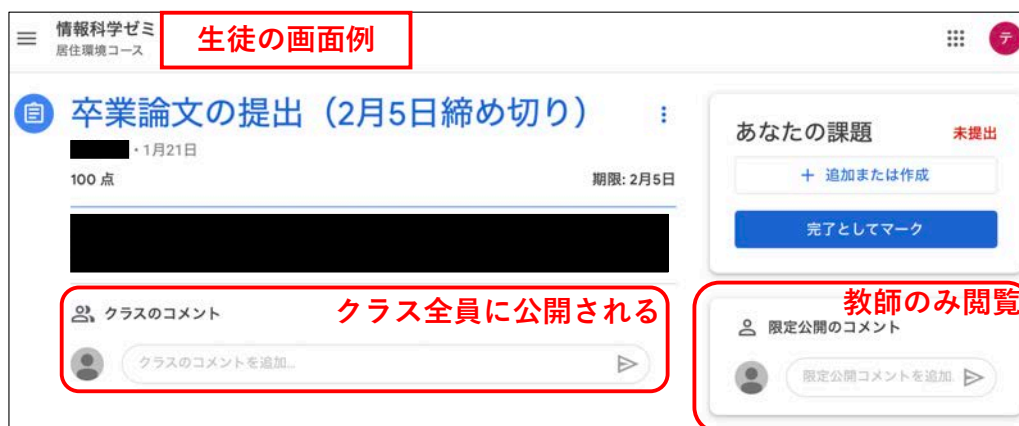 情報科学ゼミ
居住環境コース
生徒の画面例
テ
卒業論文の提出（2月5日締め切り）
・1月21日
100 点
期限: 2月5日
クラスのコメント
クラス全員に公開される
クラスのコメントを追加...
あなたの課題
未提出
+ 追加または作成
完了としてマーク
教師のみ閲覧
限定公開のコメント
限定公開コメントを追加